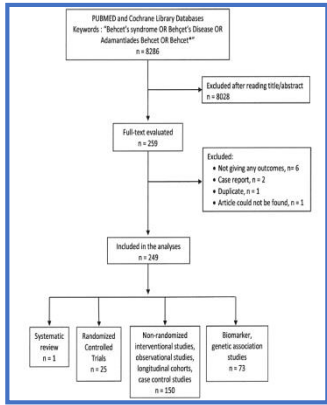 PUBMED and Cochrane Library Databases
Keywords : "Behcet's syndrome OR Behçet's Disease OR
Adamantiades Behcet OR Behcet*"
n = 8286
Excluded after reading title/abstract
n = 8028
Full-text evaluated
n = 259
Excluded:
• Not giving any outcomes, n= 6
• Case report, n = 2
• Duplicate, n = 1
• Article could not be found, n = 1
Included in the analyses
n = 249
Systematic
review
n = 1
Randomized
Controlled
Trials
n = 25
Non-randomized
interventional studies,
observational studies,
longitudinal cohorts,
case control studies
n = 150
Biomarker,
genetic association
studies
n = 73